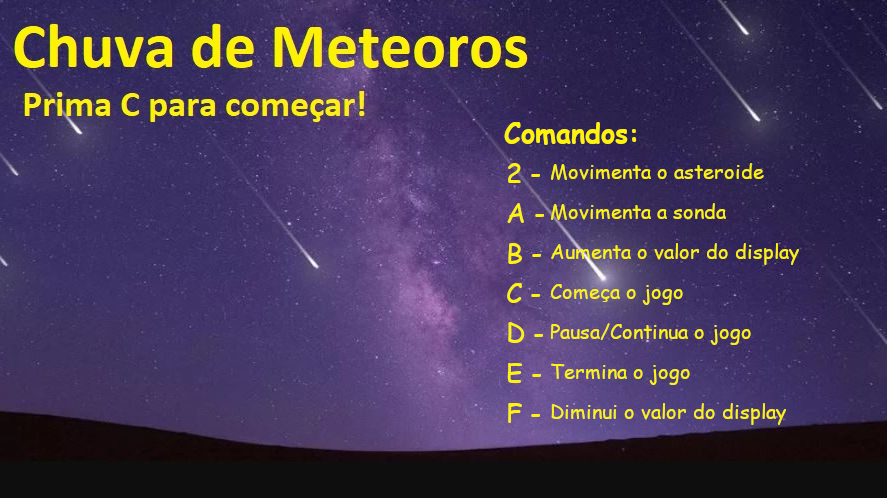 Chuva de Meteoros
Prima C para começar!
Comandos:
2 - Movimenta o asteroide
A - Movimenta a sonda
B - Aumenta o valor do display
C - Começa o jogo
D - Pausa/Continua o jogo
E - Termina o jogo
F - Diminui o valor do display